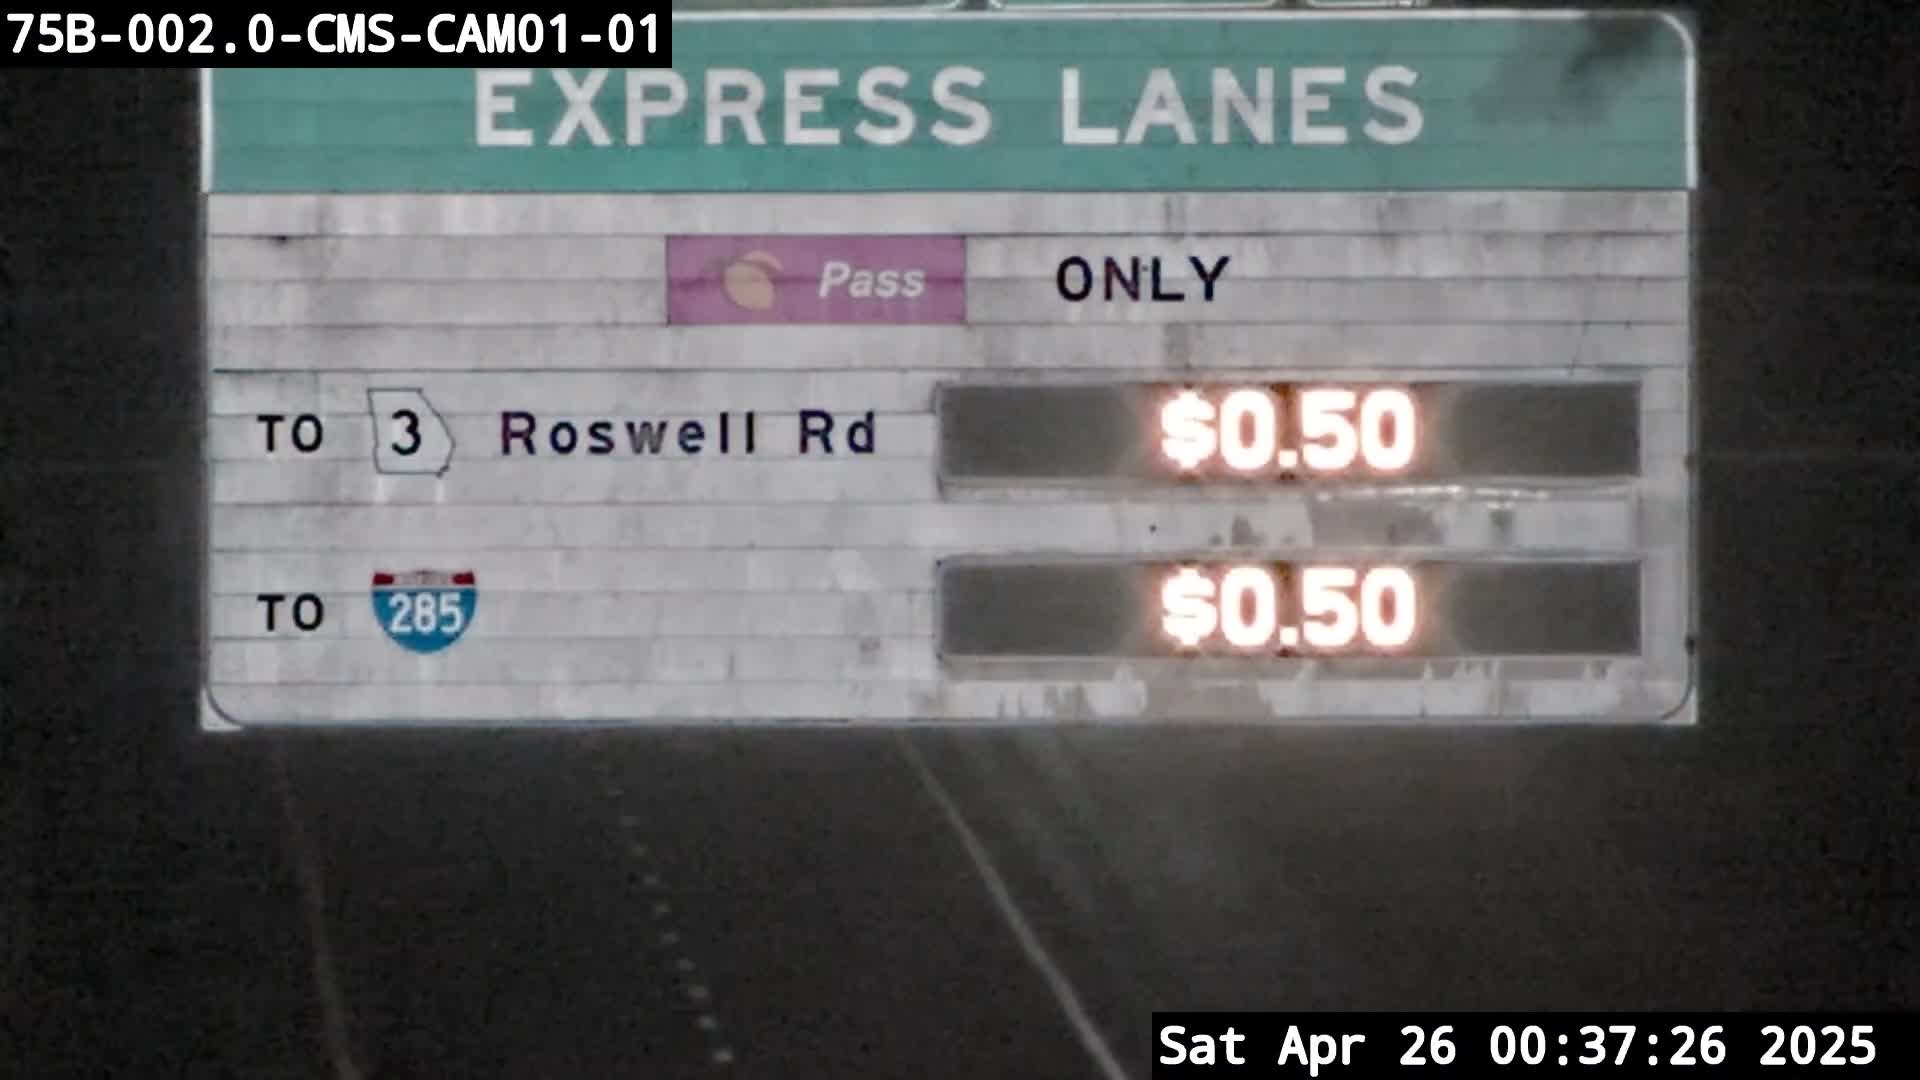 75B-002.0-CMS-CAM01-01
EXPRESS LANES
Pass ONLY
TO 3 Roswell Rd $0.50
TO 285 $0.50
Sat Apr 26 00:37:26 2025